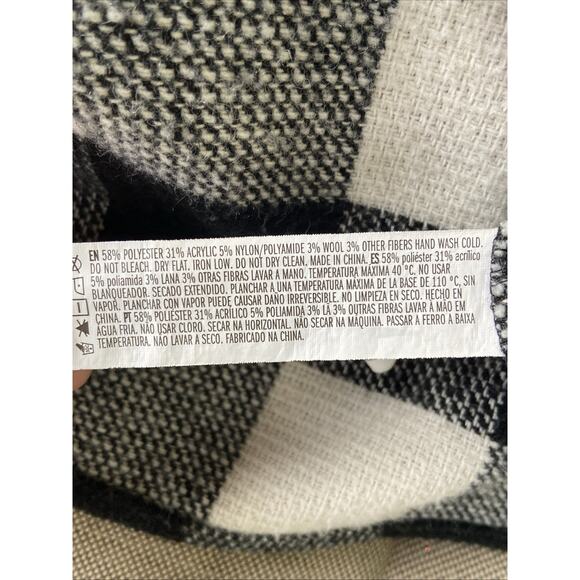 EN 58% POLYESTER 31% ACRYLIC 5% NYLON/POLYAMIDE 3% WOOL 3% OTHER FIBERS HAND WASH COLD.
DO NOT BLEACH. DRY FLAT. IRON LOW. DO NOT DRY CLEAN. MADE IN CHINA. ES 58% poliéster 31% acrílico
5% poliamida 3% LANA 3% OTRAS FIBRAS LAVAR A MANO. TEMPERATURA MÁXIMA 40 °C. NO USAR
BLANQUEADOR. SECADO EXTENDIDO. PLANCHAR A UNA TEMPERATURA MÁXIMA DE LA BASE DE 110 °C, SIN
VAPOR. PLANCHAR CON VAPOR PUEDE CAUSAR DAÑO IRREVERSIBLE. NO LIMPIEZA EN SECO. HECHO EN
CHINA. PT 58% POLIÉSTER 31% ACRÍLICO 5% POLIAMIDA 3% LA 3% OUTRAS FIBRAS LAVAR À MÃO EM
ÁGUA FRIA. NÃO USAR CLORO. SECAR NA HORIZONTAL. NÃO SECAR NA MÁQUINA. PASSAR A FERRO A BAIXA
TEMPERATURA. NÃO LAVAR A SECO. FABRICADO NA CHINA.